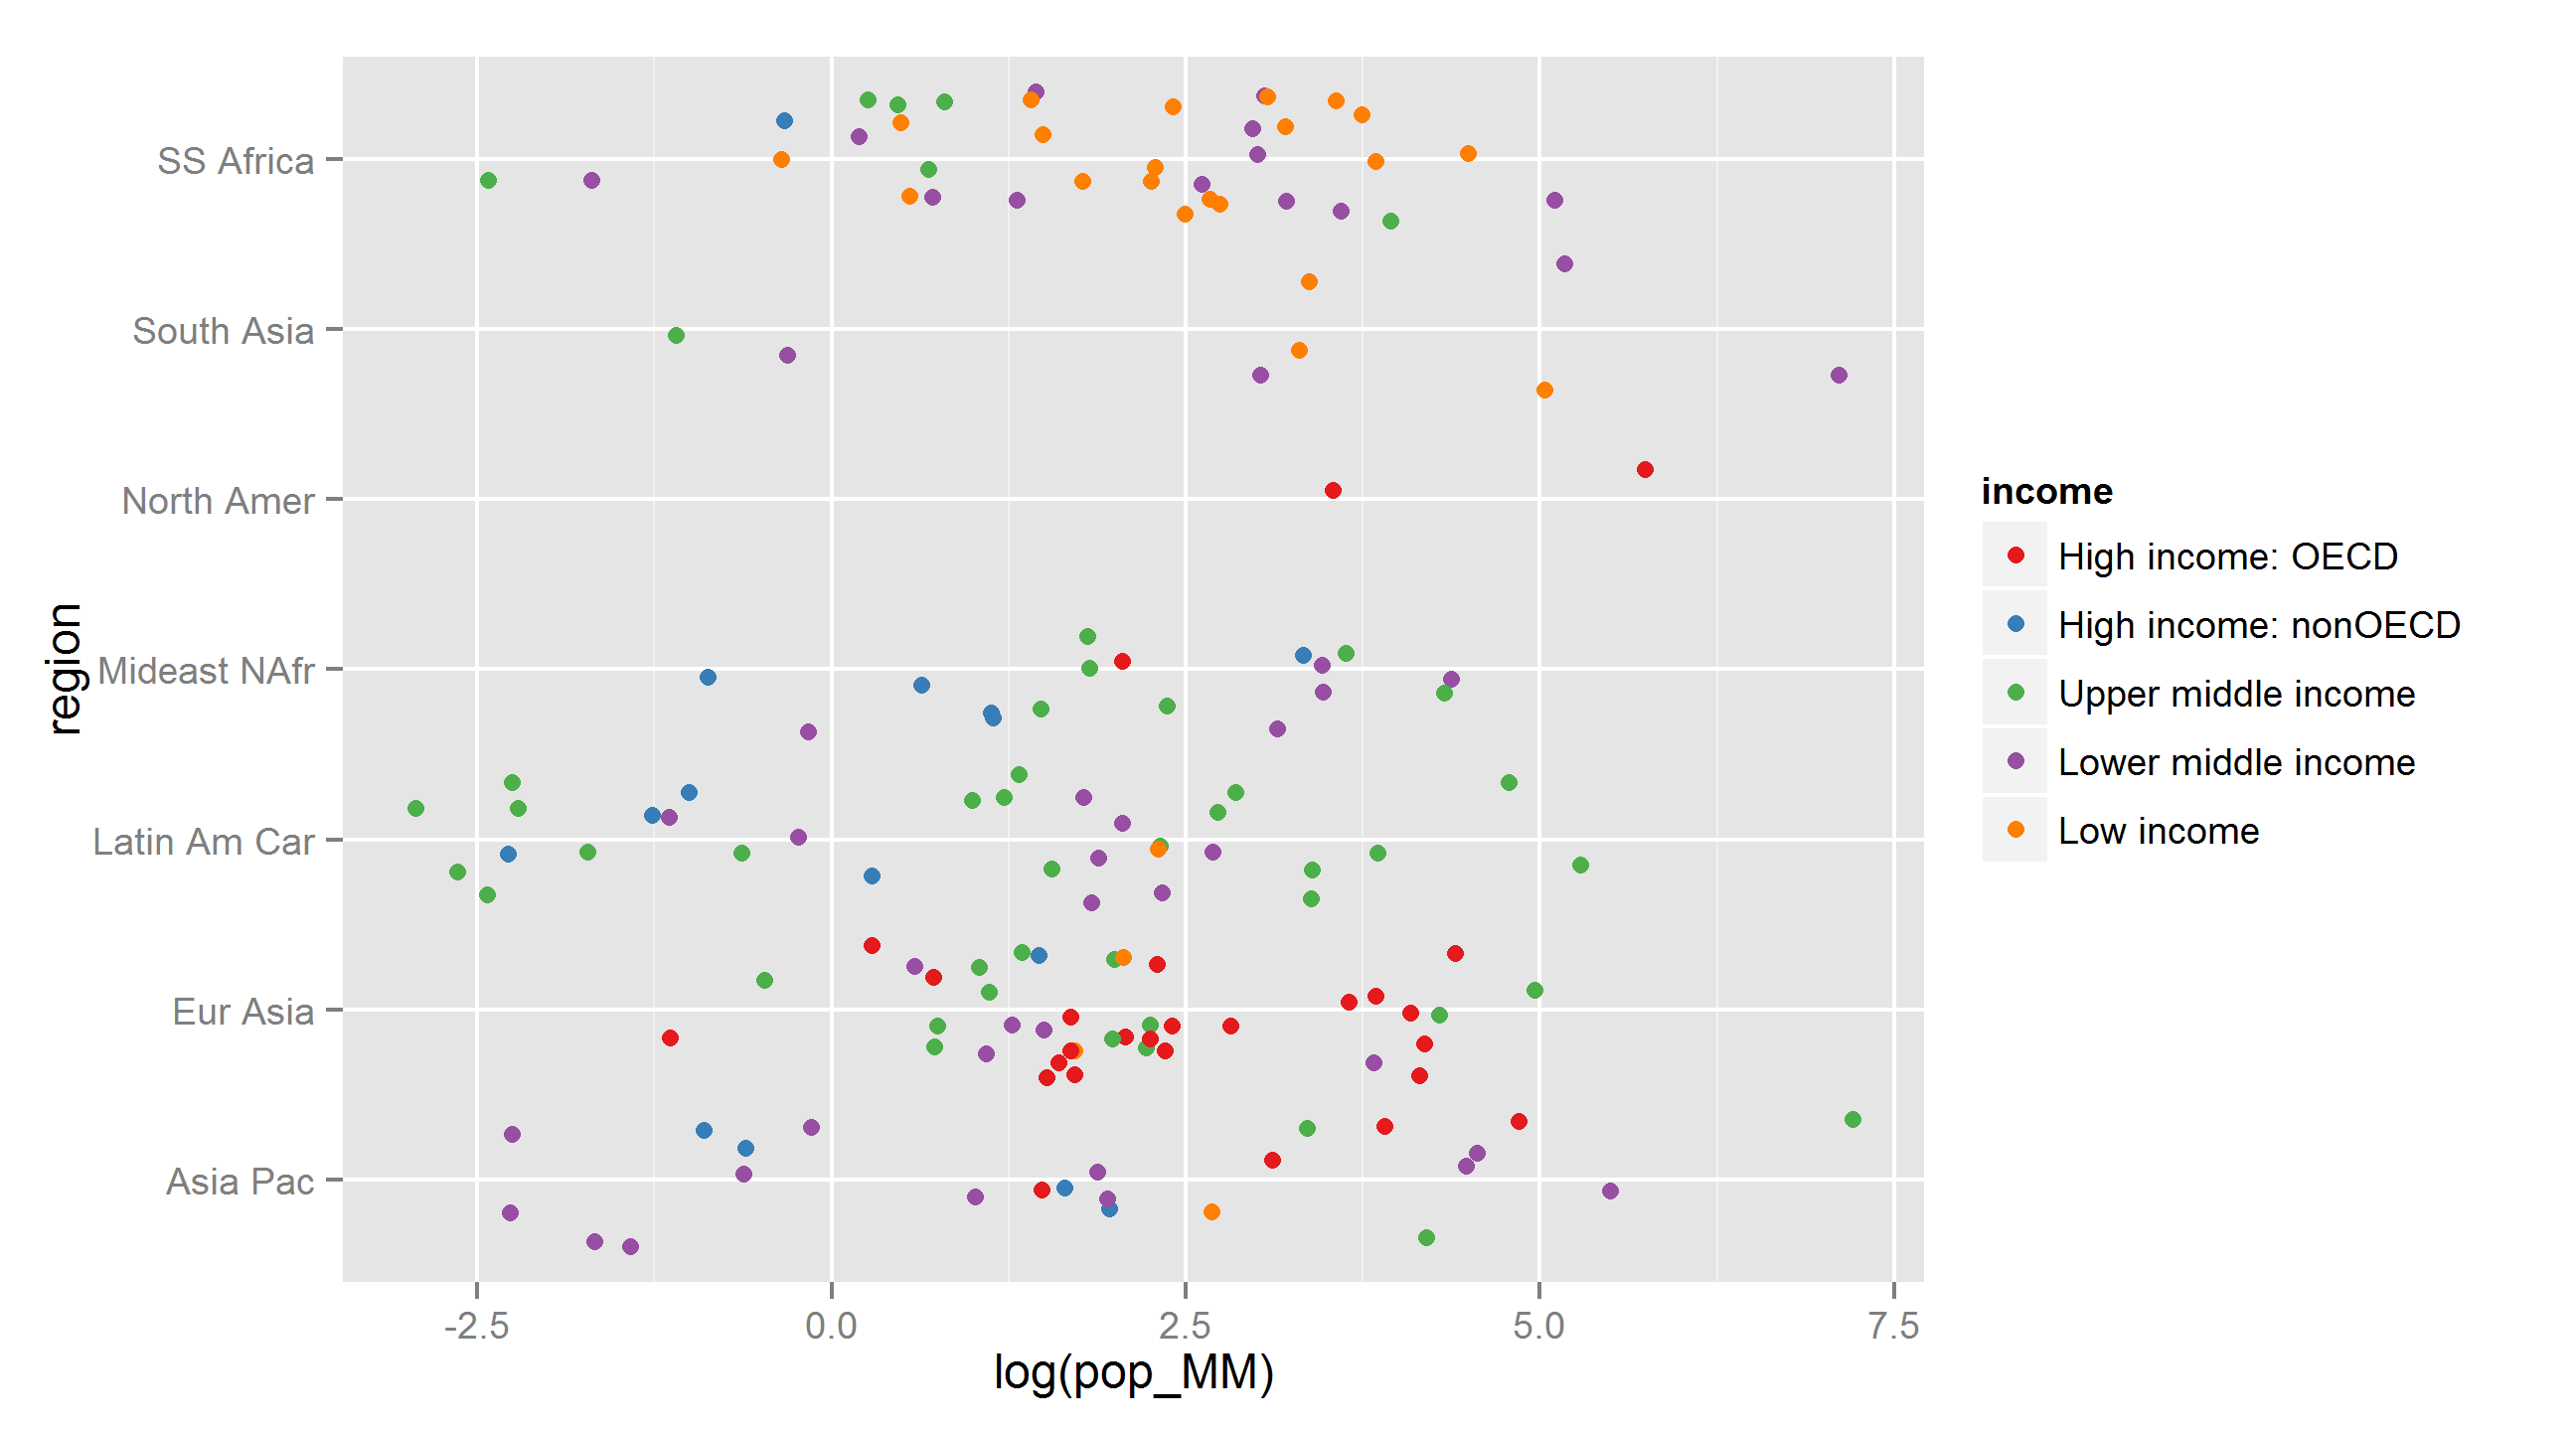 SS Africa
South Asia
North Amer
Mideast NAfr
Latin Am Car
Eur Asia
Asia Pac
region
-2.5
0.0
2.5
5.0
7.5
log(pop_MM)
income
High income: OECD
High income: nonOECD
Upper middle income
Lower middle income
Low income